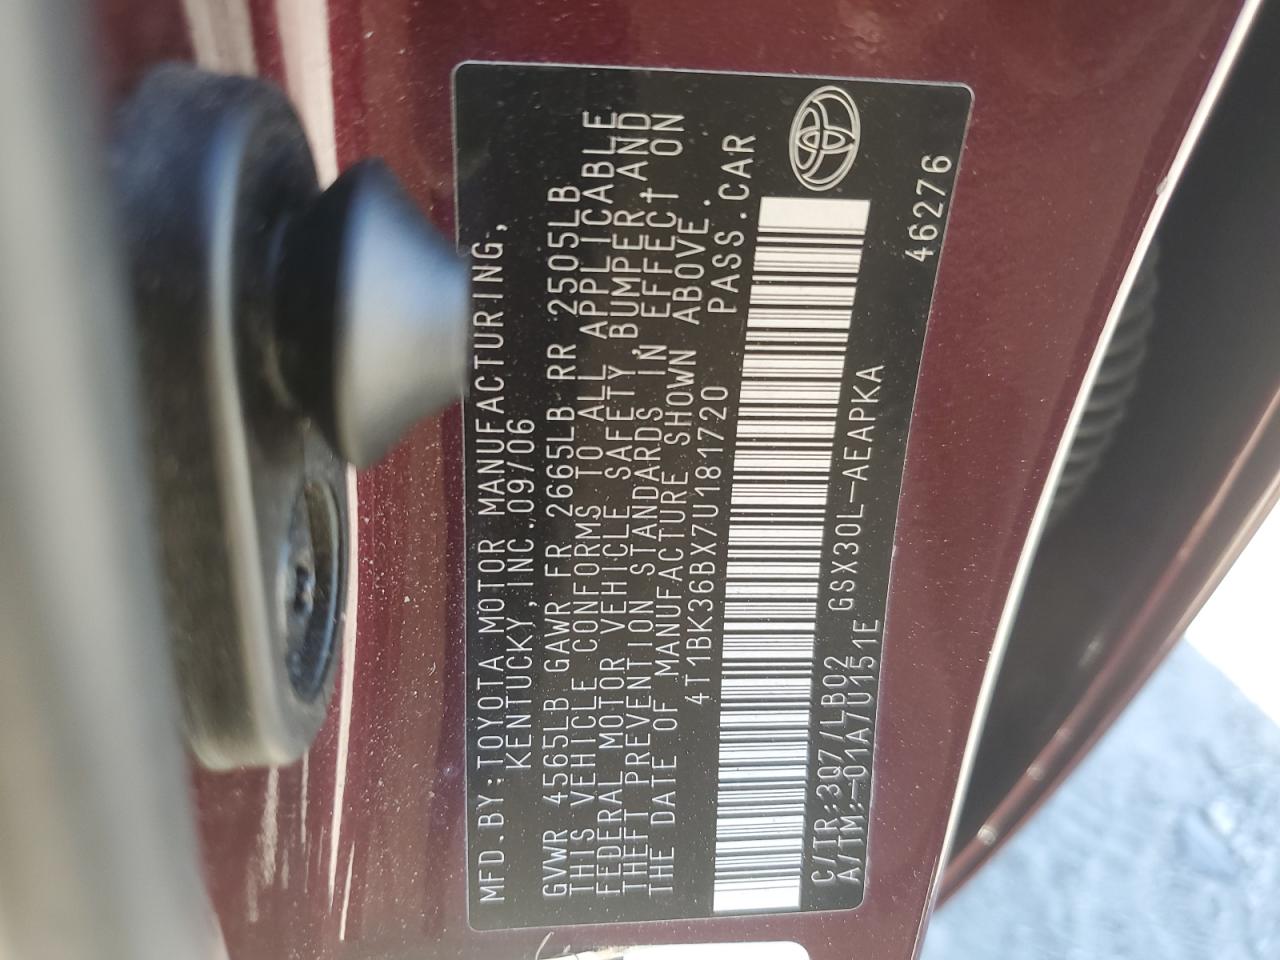 MFD.BY:TOYOTA MOTOR MANUFACTURING,
KENTUCKY,INC.09/06
GVWR 4565LB GAWR FR 2665LB RR 2505LB
THIS VEHICLE CONFORMS TO ALL APPLICABLE
FEDERAL MOTOR VEHICLE SAFETY,BUMPER,AND
THEFT PREVENTION STANDARDS IN EFFECT ON
THE DATE OF MANUFACTURE SHOWN ABOVE.
4T1BK36BX7U181720 PASS.CAR
C/TR:3Q7/LB02
A/TM:-01A/U151E GSX30L-AEAPKA
46276